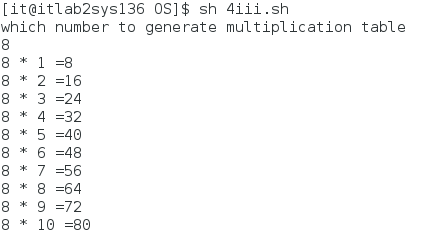 [it@itlab2sys136 OS]$ sh 4iii.sh
which number to generate multiplication table
8
8 * 1 =8
8 * 2 =16
8 * 3 =24
8 * 4 =32
8 * 5 =40
8 * 6 =48
8 * 7 =56
8 * 8 =64
8 * 9 =72
8 * 10 =80